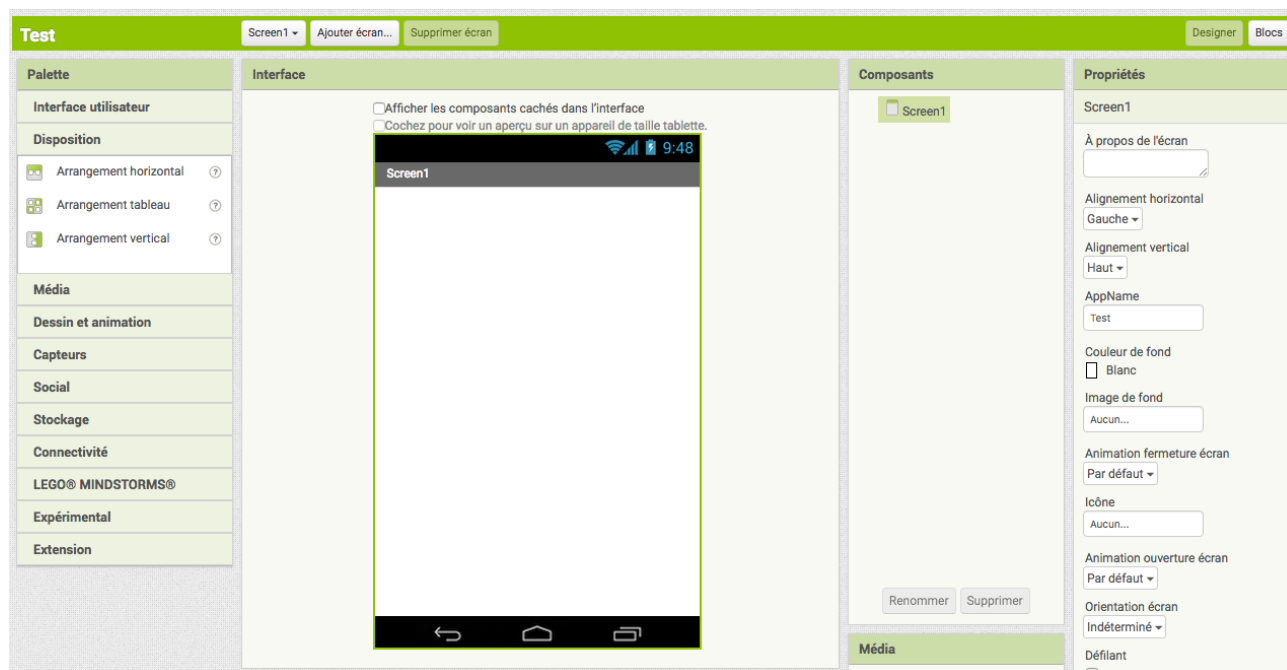 Test
Screen1
Ajouter écran...
Supprimer écran
Designer
Blocs
Palette
Interface utilisateur
Disposition
Arrangement horizontal
?
Arrangement tableau
?
Arrangement vertical
?
Média
Dessin et animation
Capteurs
Social
Stockage
Connectivité
LEGO® MINDSTORMS®
Expérimental
Extension
Interface
Afficher les composants cachés dans l'interface
Cochez pour voir un aperçu sur un appareil de taille tablette.
9:48
Screen1
Composants
Screen1
Renommer
Supprimer
Média
Propriétés
Screen1
À propos de l'écran
Alignement horizontal
Gauche
Alignement vertical
Haut
AppName
Test
Couleur de fond
Blanc
Image de fond
Aucun...
Animation fermeture écran
Par défaut
Icône
Aucun...
Animation ouverture écran
Par défaut
Orientation écran
Indéterminé
Défilant